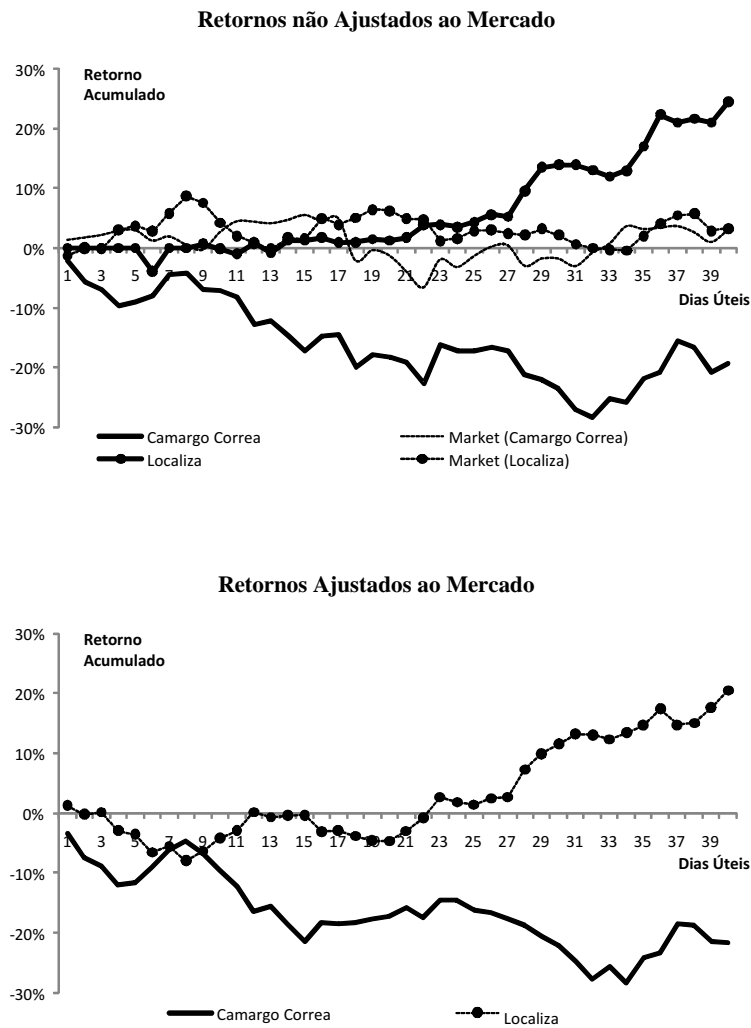 Retornos não Ajustados ao Mercado
30%
Retorno
Acumulado
20%
10%
0%
1 3 5 7 9 11 13 15 17 19 21 23 25 27 29 31 33 35 37 39
-10%
Dias Úteis
-20%
-30%
Camargo Correa Market (Camargo Correa)
Localiza Market (Localiza)
Retornos Ajustados ao Mercado
30%
Retorno
Acumulado
20%
10%
0%
1 3 5 7 9 11 13 15 17 19 21 23 25 27 29 31 33 35 37 39
Dias Úteis
-10%
-20%
-30%
Camargo Correa Localiza